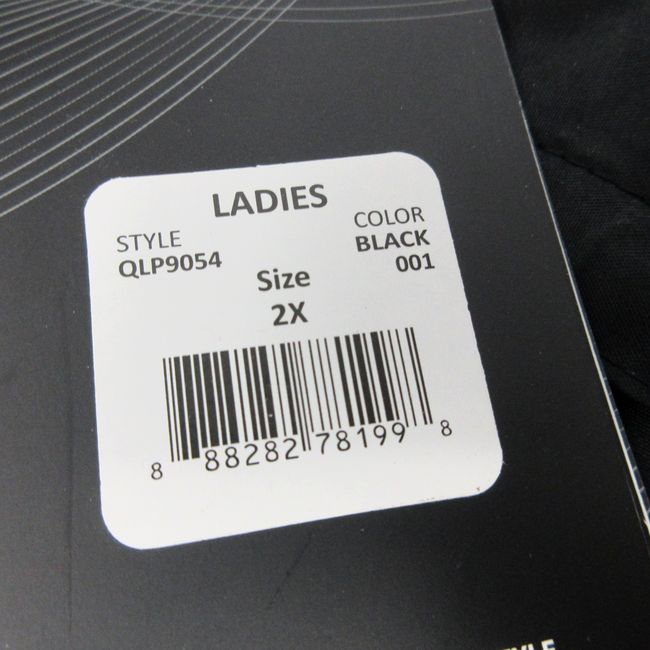 LADIES
STYLE
QLP9054
COLOR
BLACK
001
Size
2X
8 88282 78199 8